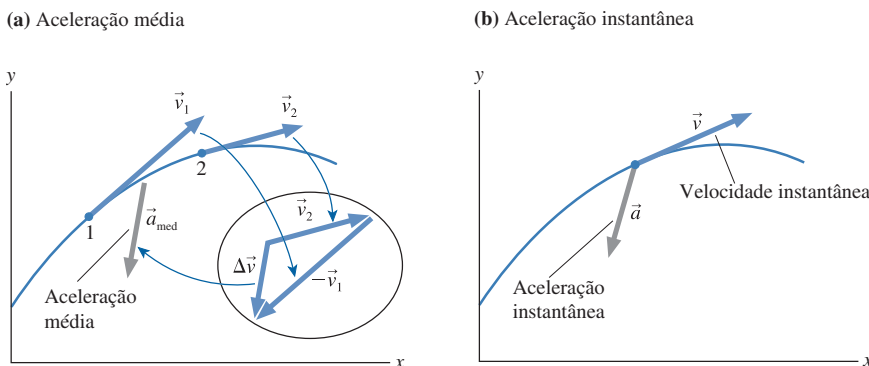 (a) Aceleração média
y
v⃗₁
v⃗₂
2
1
a⃗ₘₑd
Aceleração
média
v⃗₂
Δv⃗
−v⃗₁
x
(b) Aceleração instantânea
y
v⃗
Velocidade instantânea
a⃗
Aceleração
instantânea
x